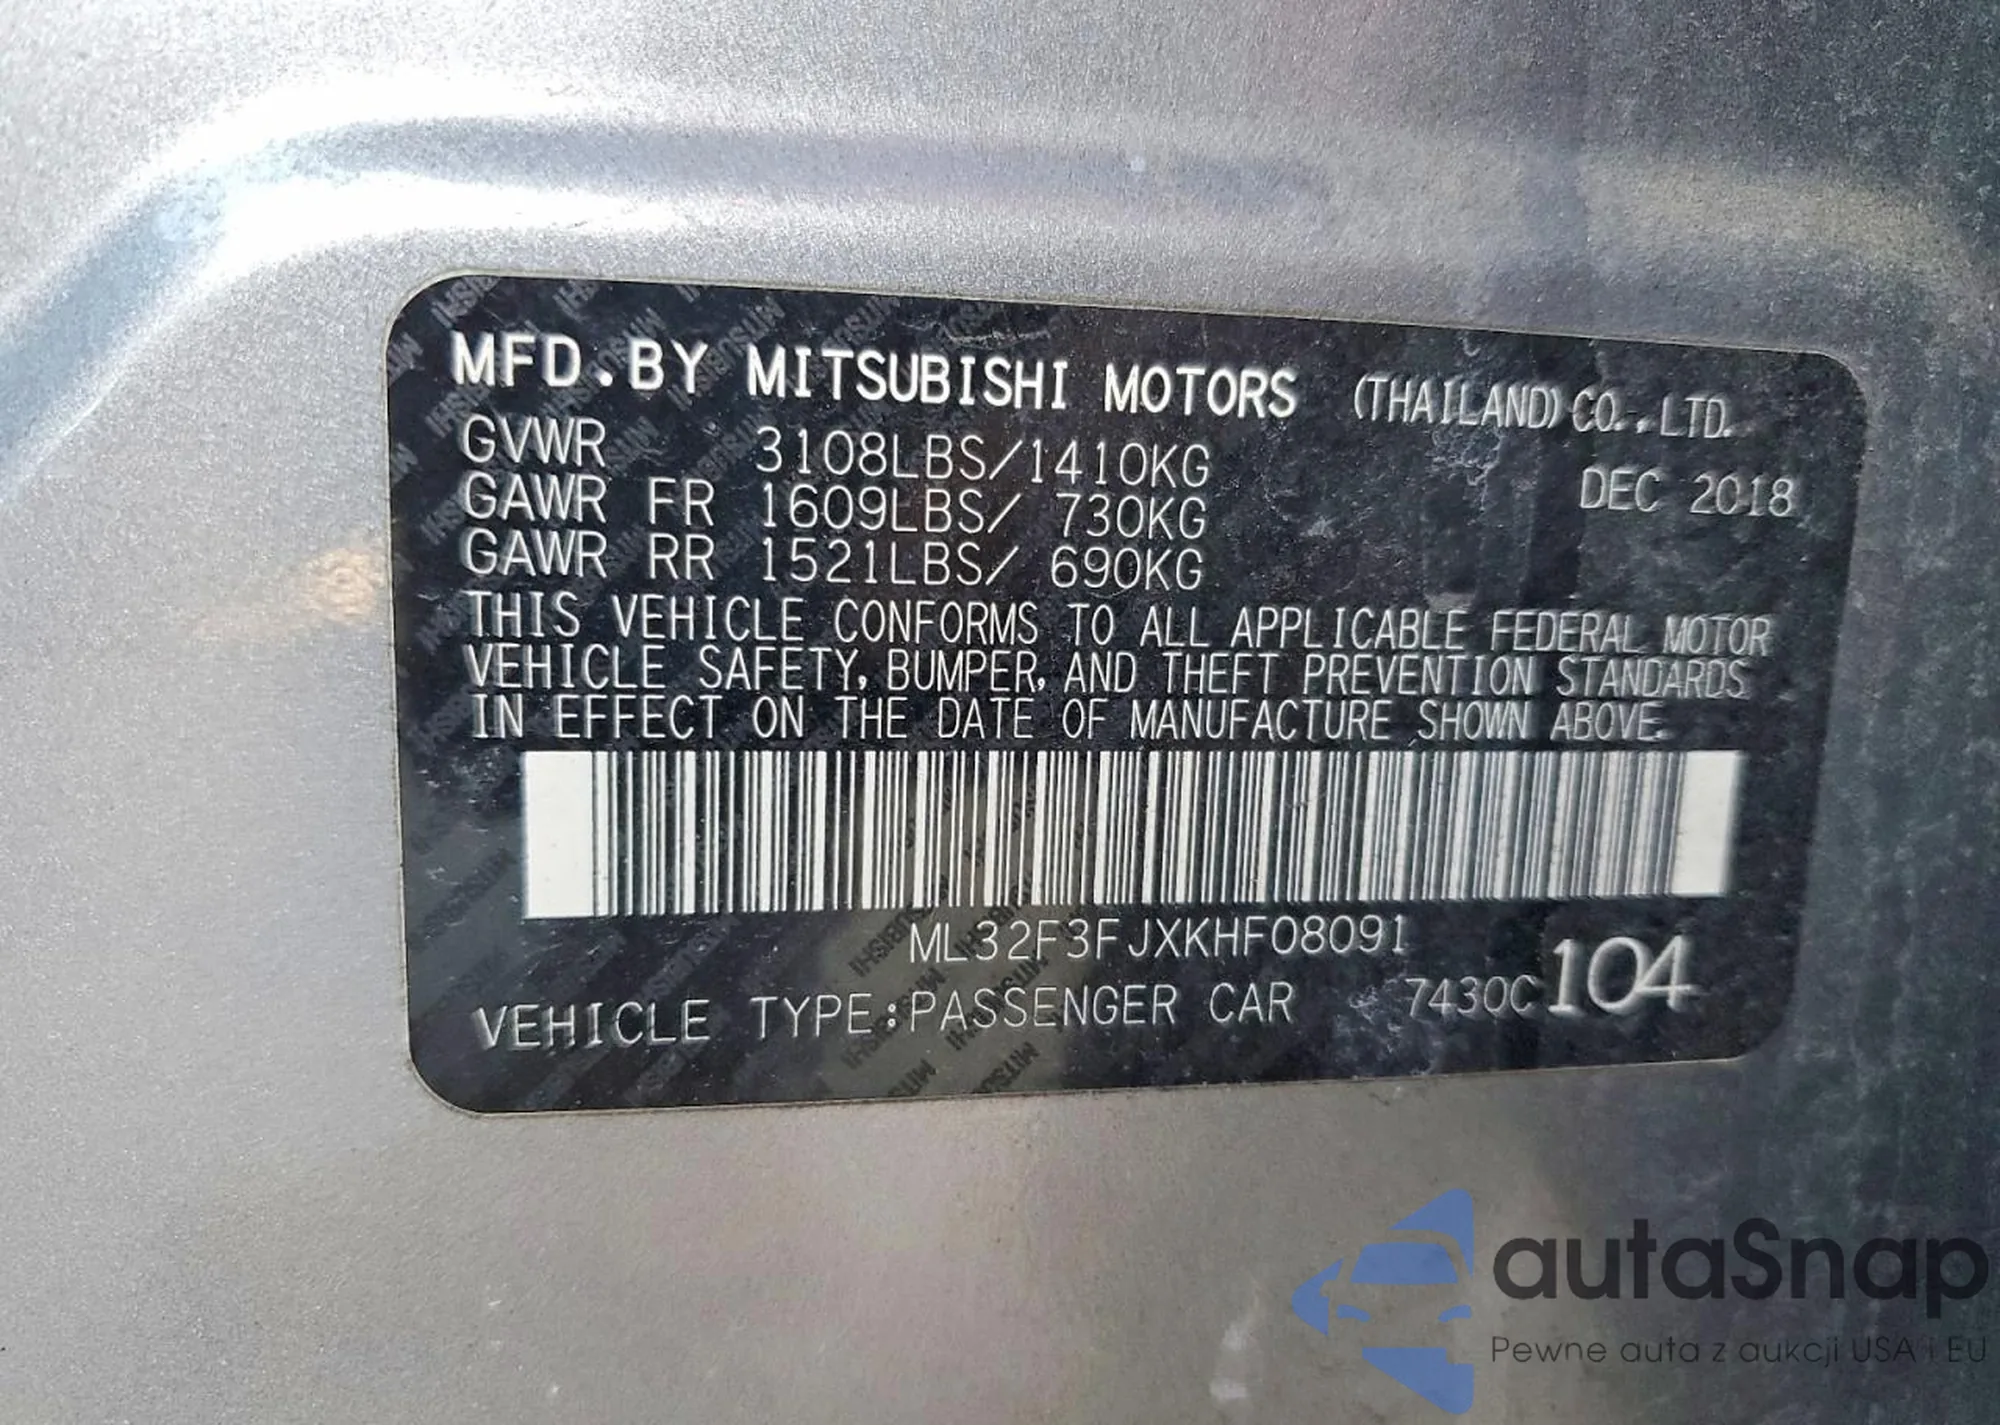 MFD.BY MITSUBISHI MOTORS (THAILAND) CO., LTD.
GVWR 3108LBS/1410KG
DEC 2018
GAWR FR 1609LBS/ 730KG
GAWR RR 1521LBS/ 690KG
THIS VEHICLE CONFORMS TO ALL APPLICABLE FEDERAL MOTOR
VEHICLE SAFETY, BUMPER, AND THEFT PREVENTION STANDARDS
IN EFFECT ON THE DATE OF MANUFACTURE SHOWN ABOVE.
ML32F3FJXKHF08091
VEHICLE TYPE:PASSENGER CAR 7430C104
autaSnap
Pewne auta z aukcji USA i EU